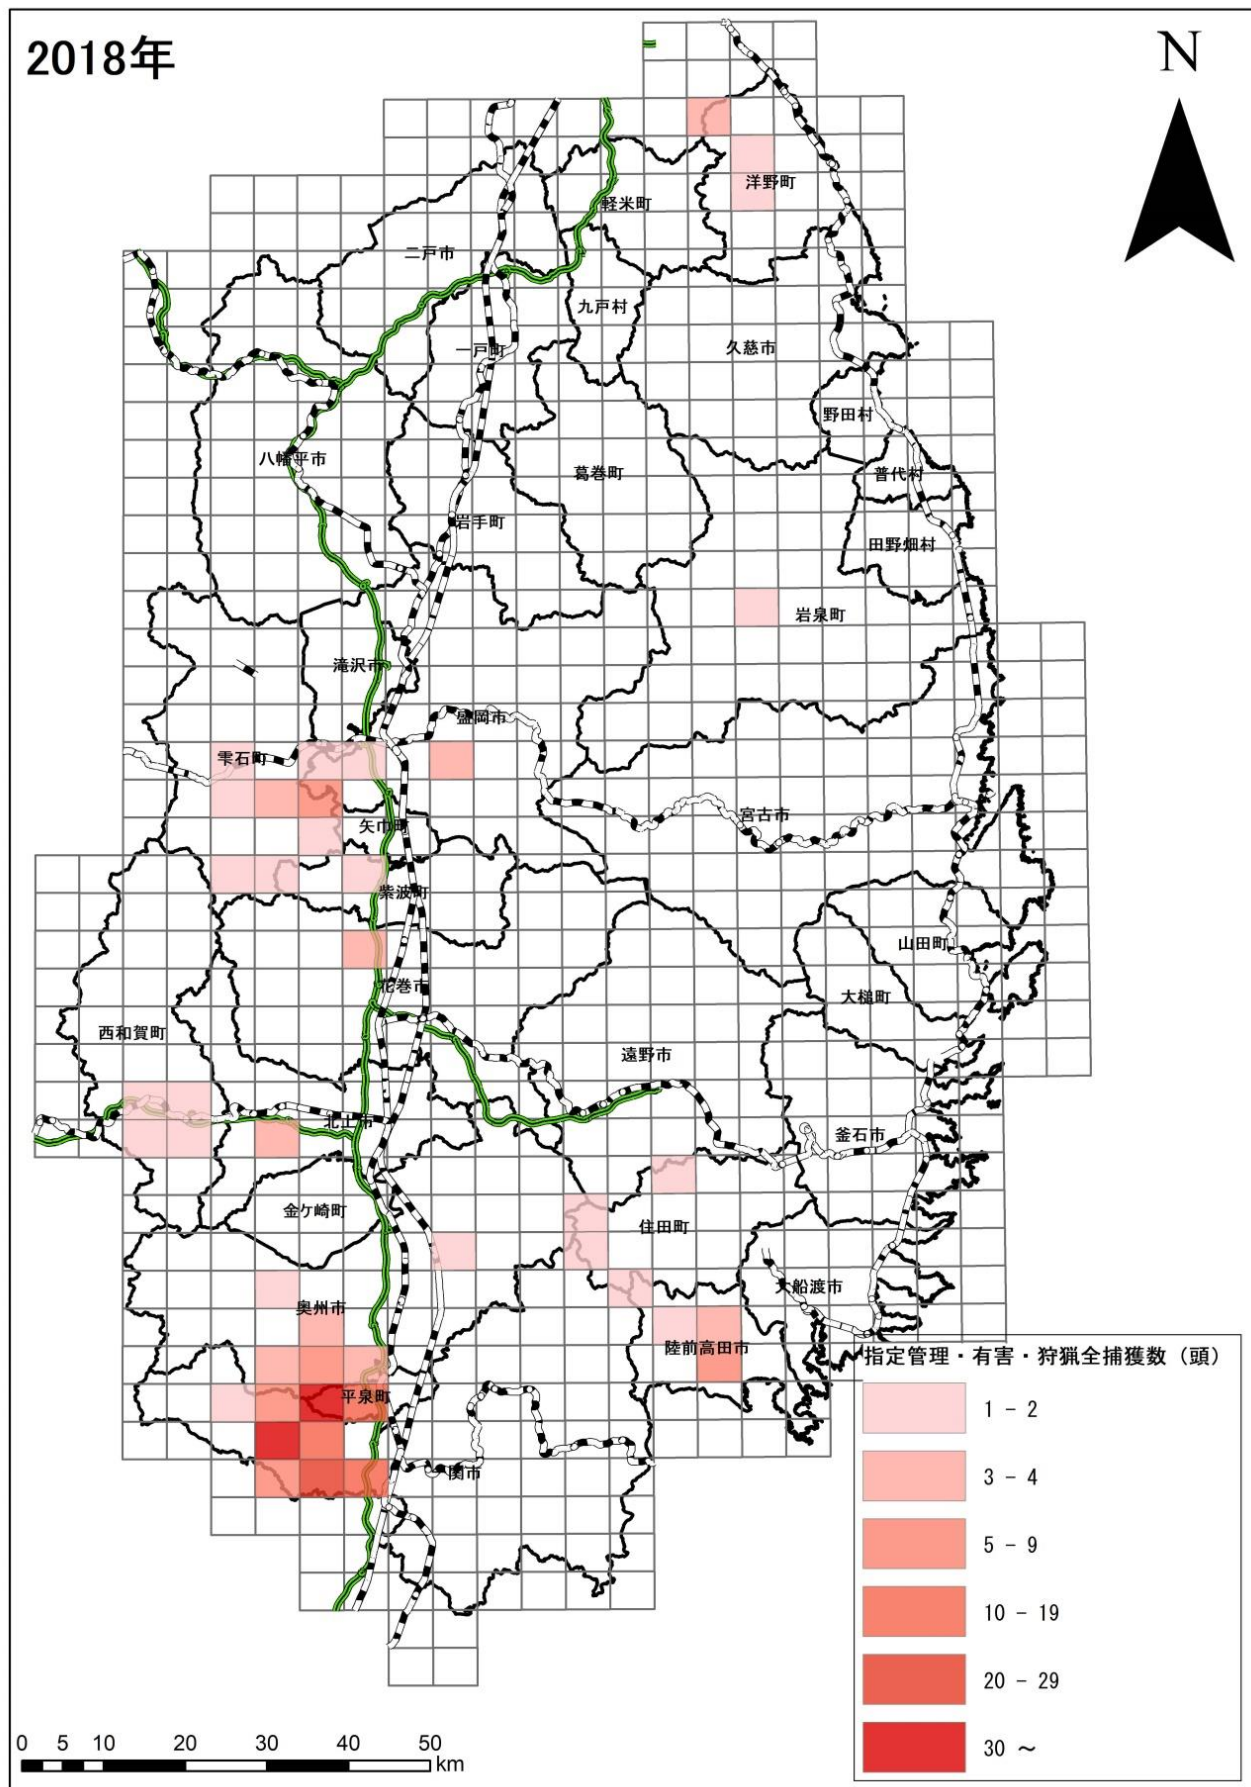 2018年
N
洋野町
軽米町
二戸市
九戸村
一戸町
久慈市
野田村
八幡平市
葛巻町
普代村
岩手町
田野畑村
岩泉町
滝沢市
盛岡市
雫石町
宮古市
矢巾町
紫波町
山田町
花巻市
大槌町
西和賀町
遠野市
北上市
釜石市
金ケ崎町
住田町
大船渡市
奥州市
陸前高田市
平泉町
関市
指定管理・有害・狩猟全捕獲数（頭）
1 - 2
3 - 4
5 - 9
10 - 19
20 - 29
30 ～
0 5 10 20 30 40 50
km